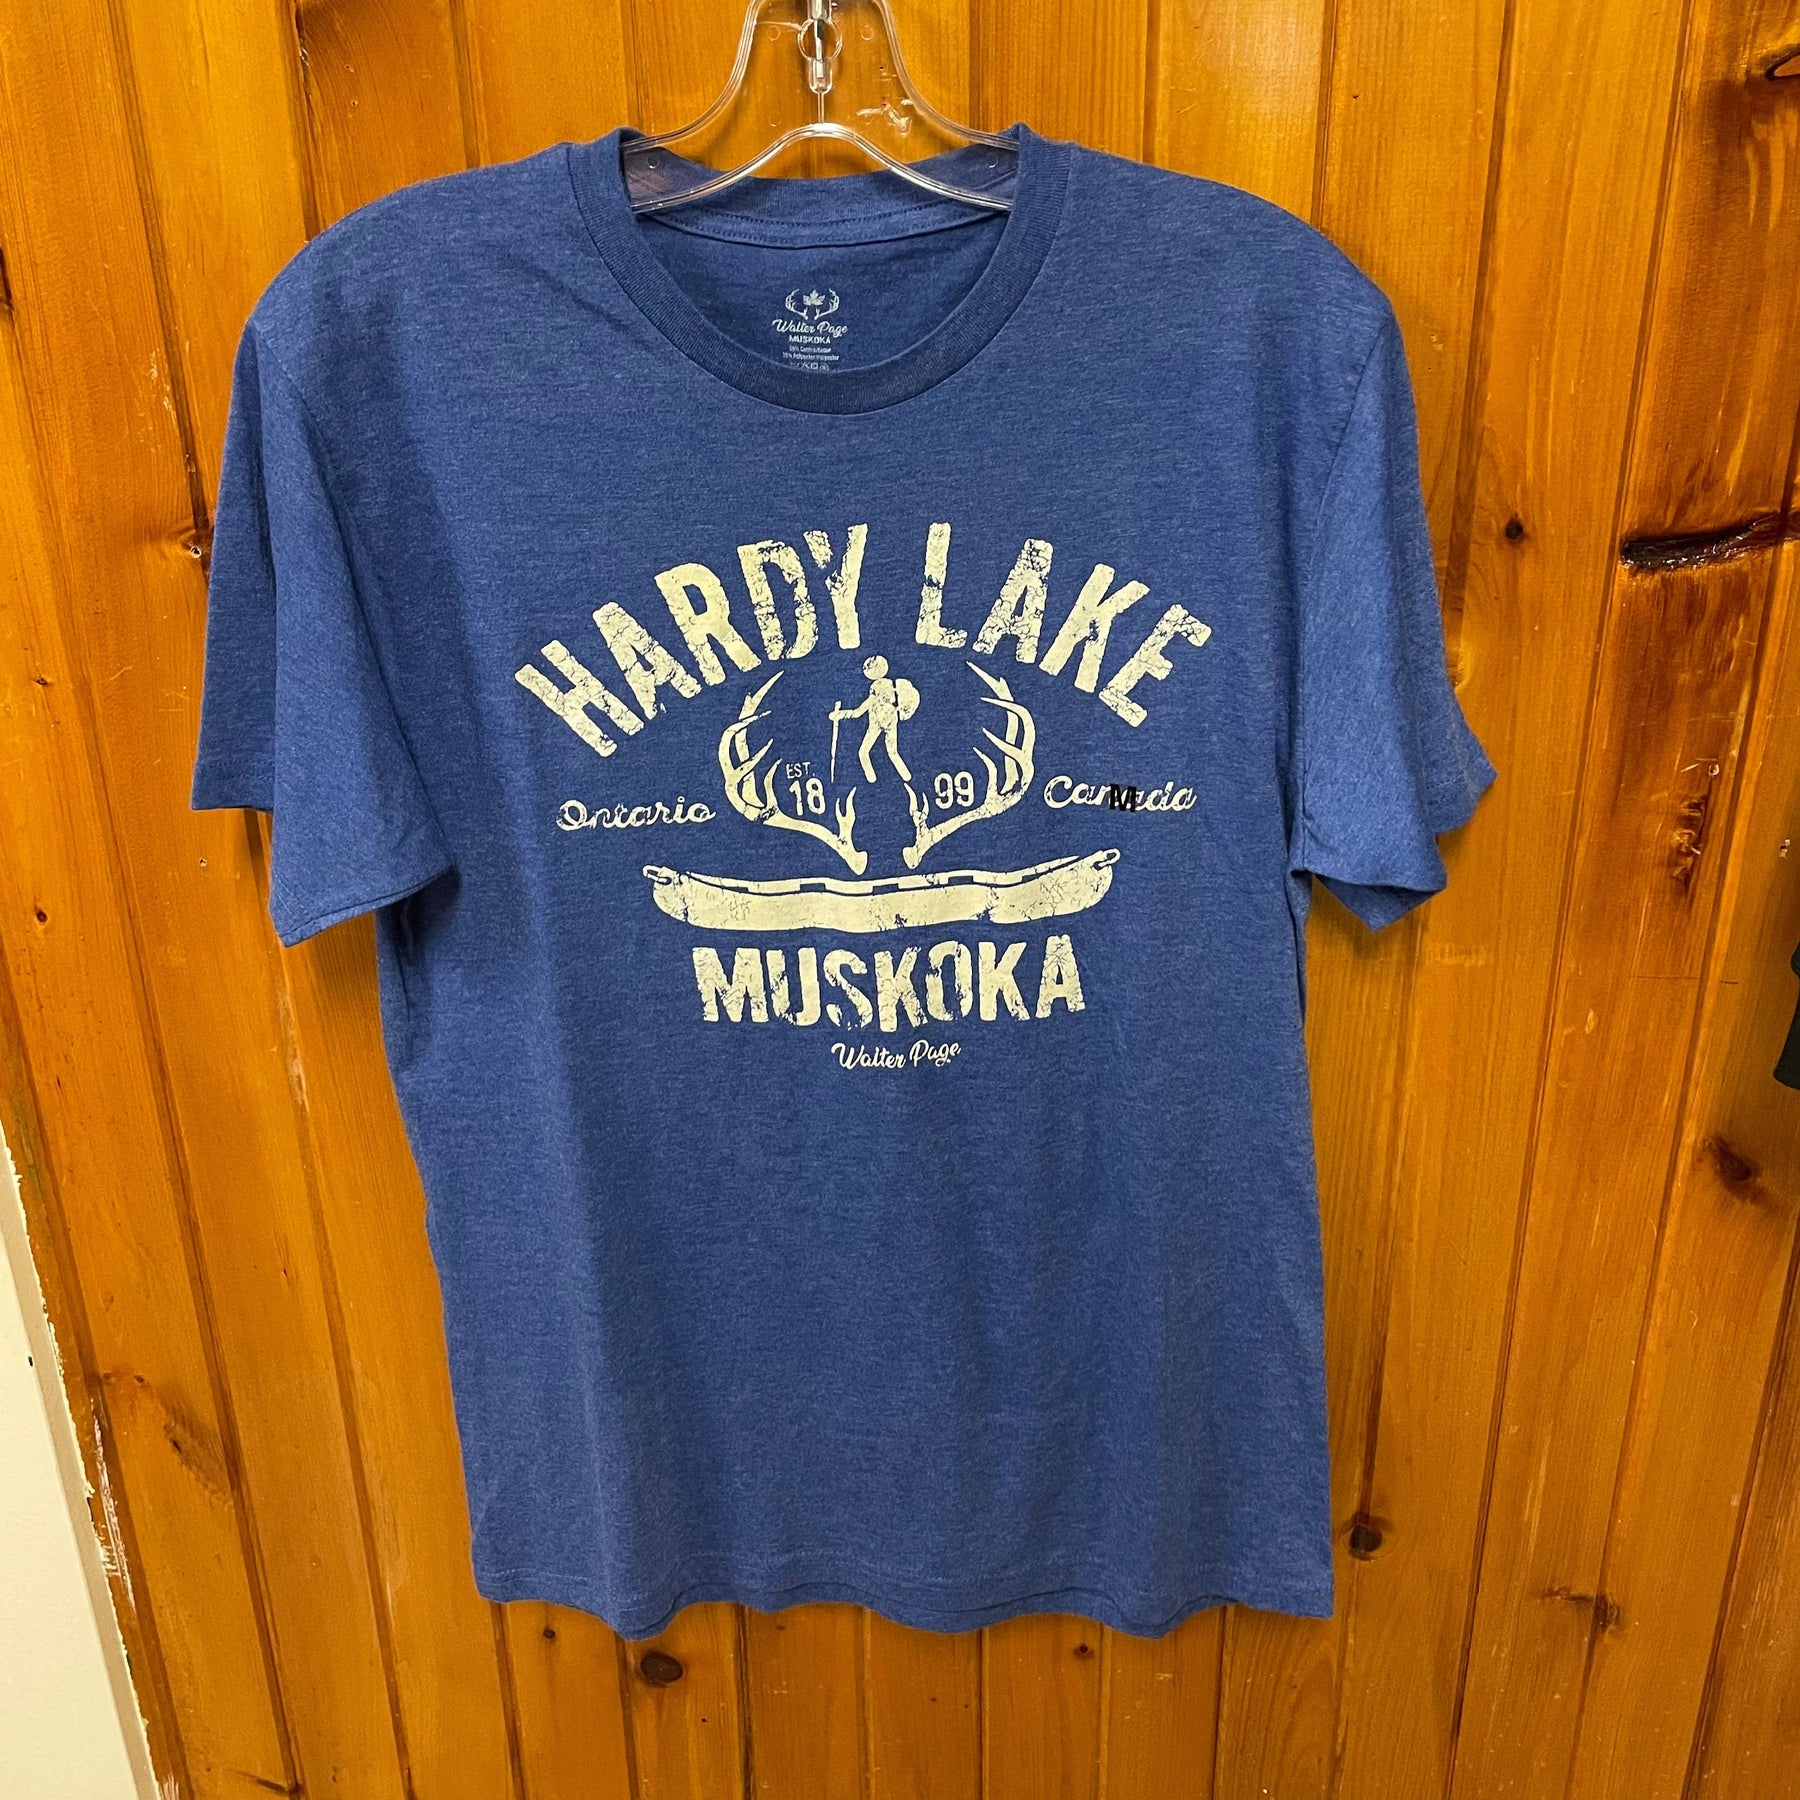 Walter Page
MUSKOKA
HARDY LAKE
EST.
18 99
Ontario Canada
M
MUSKOKA
Walter Page